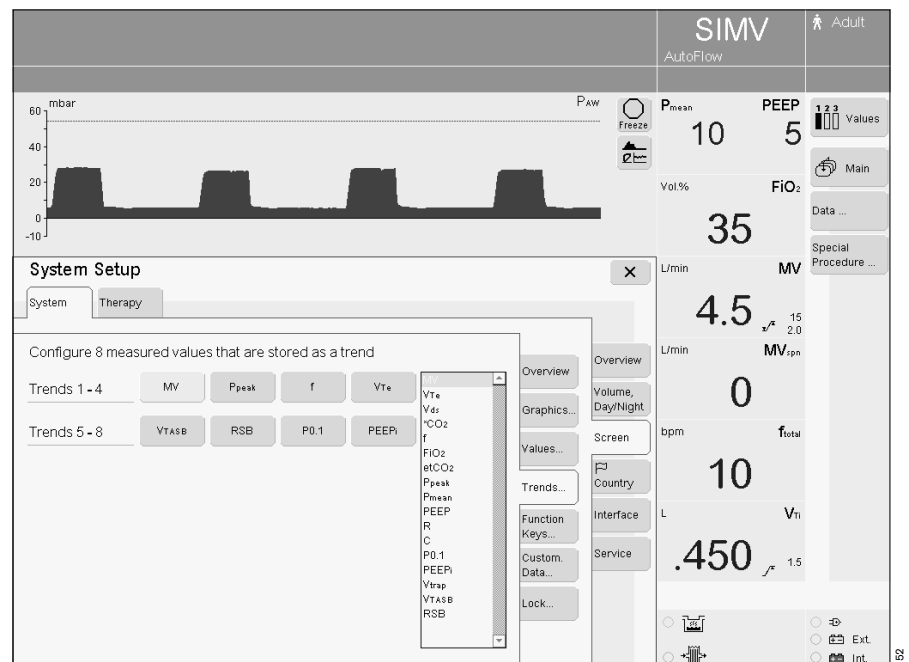 SIMV
AutoFlow
Adult
mbar
PAW
60
40
20
0
-10
Freeze
Pmean PEEP
10 5
Vol.% FiO2
35
L/min MV
4.5
15
2.0
L/min MVspn
0
bpm ftotal
10
L VTi
.450
1.5
1 2 3
Values
Main
Data ...
Special
Procedure ...
System Setup
System Therapy
Configure 8 measured values that are stored as a trend
Trends 1 - 4 MV Ppeak f VTe
Trends 5 - 8 VTASB RSB P0.1 PEEPi
MV
VTe
Vds
*CO2
f
FiO2
etCO2
Ppeak
Pmean
PEEP
R
C
P0.1
PEEPi
Vtrap
VTASB
RSB
Overview
Graphics...
Values...
Trends...
Function
Keys...
Custom.
Data...
Lock...
Overview
Volume,
Day/Night
Screen
Country
Interface
Service
Ext.
Int.
52